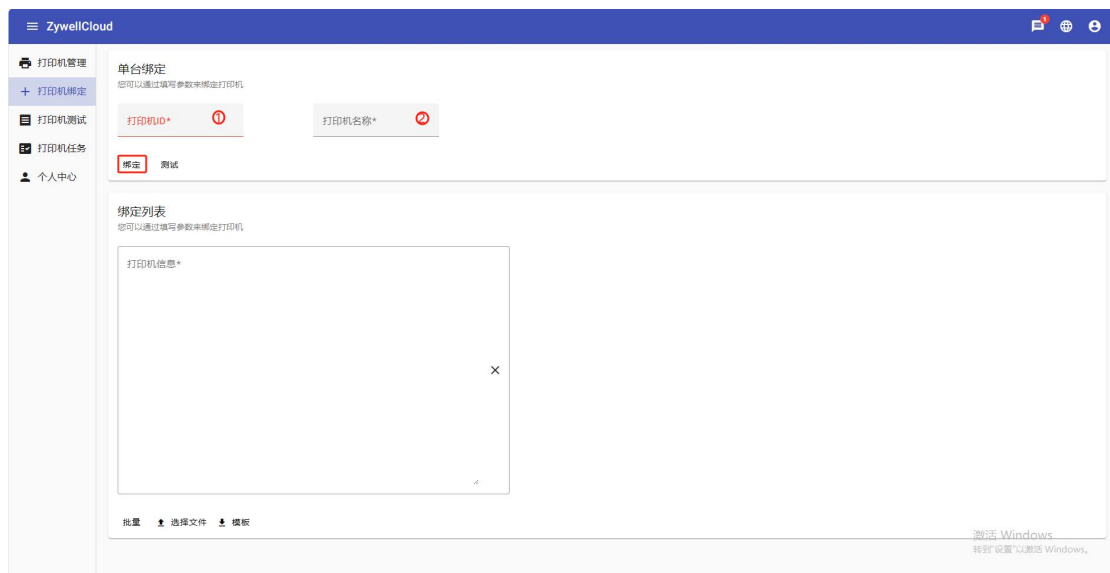 ZywellCloud
1
打印机管理
打印机绑定
打印机测试
打印机任务
个人中心
单台绑定
您可以通过填写参数来绑定打印机
打印机ID* ①
打印机名称* ②
绑定 测试
绑定列表
您可以通过填写参数来绑定打印机
打印机信息*
批量 选择文件 模板
激活 Windows
转到"设置"以激活 Windows。